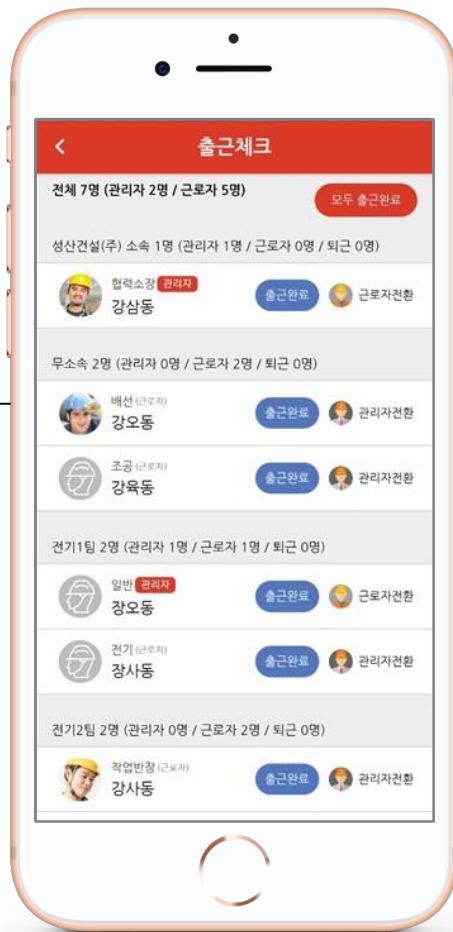 출근체크
전체 7명 (관리자 2명 / 근로자 5명)
모두 출근완료
성산건설(주) 소속 1명 (관리자 1명 / 근로자 0명 / 퇴근 0명)
협력소장 관리자
강삼동
출근완료 근로자전환
무소속 2명 (관리자 0명 / 근로자 2명 / 퇴근 0명)
배선 (근로자)
강오동
출근완료 관리자전환
조공 (근로자)
강육동
출근완료 관리자전환
전기1팀 2명 (관리자 1명 / 근로자 1명 / 퇴근 0명)
일반 관리자
장오동
출근완료 근로자전환
전기 (근로자)
장사동
출근완료 관리자전환
전기2팀 2명 (관리자 0명 / 근로자 2명 / 퇴근 0명)
작업반장 (근로자)
강사동
출근완료 관리자전환